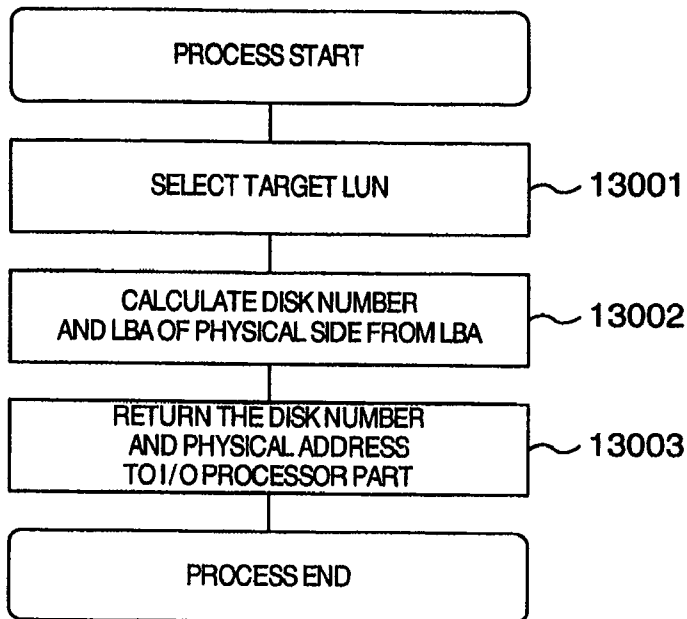 PROCESS START
SELECT TARGET LUN
13001
CALCULATE DISK NUMBER
AND LBA OF PHYSICAL SIDE FROM LBA
13002
RETURN THE DISK NUMBER
AND PHYSICAL ADDRESS
TO I/O PROCESSOR PART
13003
PROCESS END